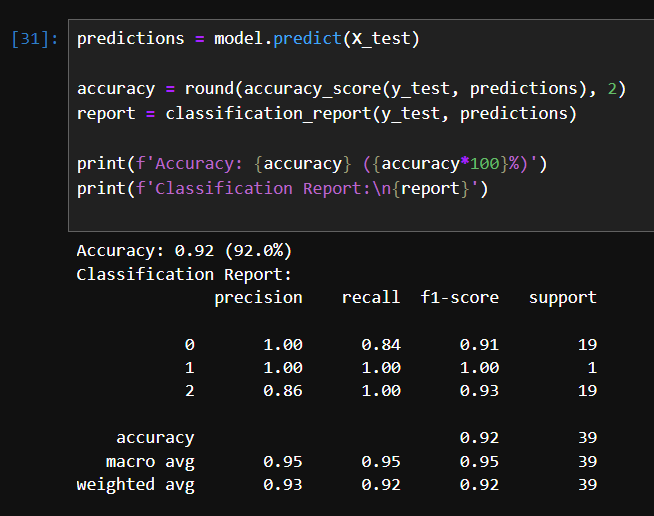 [31]: predictions = model.predict(X_test)
accuracy = round(accuracy_score(y_test, predictions), 2)
report = classification_report(y_test, predictions)
print(f'Accuracy: {accuracy} ({accuracy*100}%)')
print(f'Classification Report:\n{report}')
Accuracy: 0.92 (92.0%)
Classification Report:
precision recall f1-score support
0 1.00 0.84 0.91 19
1 1.00 1.00 1.00 1
2 0.86 1.00 0.93 19
accuracy 0.92 39
macro avg 0.95 0.95 0.95 39
weighted avg 0.93 0.92 0.92 39